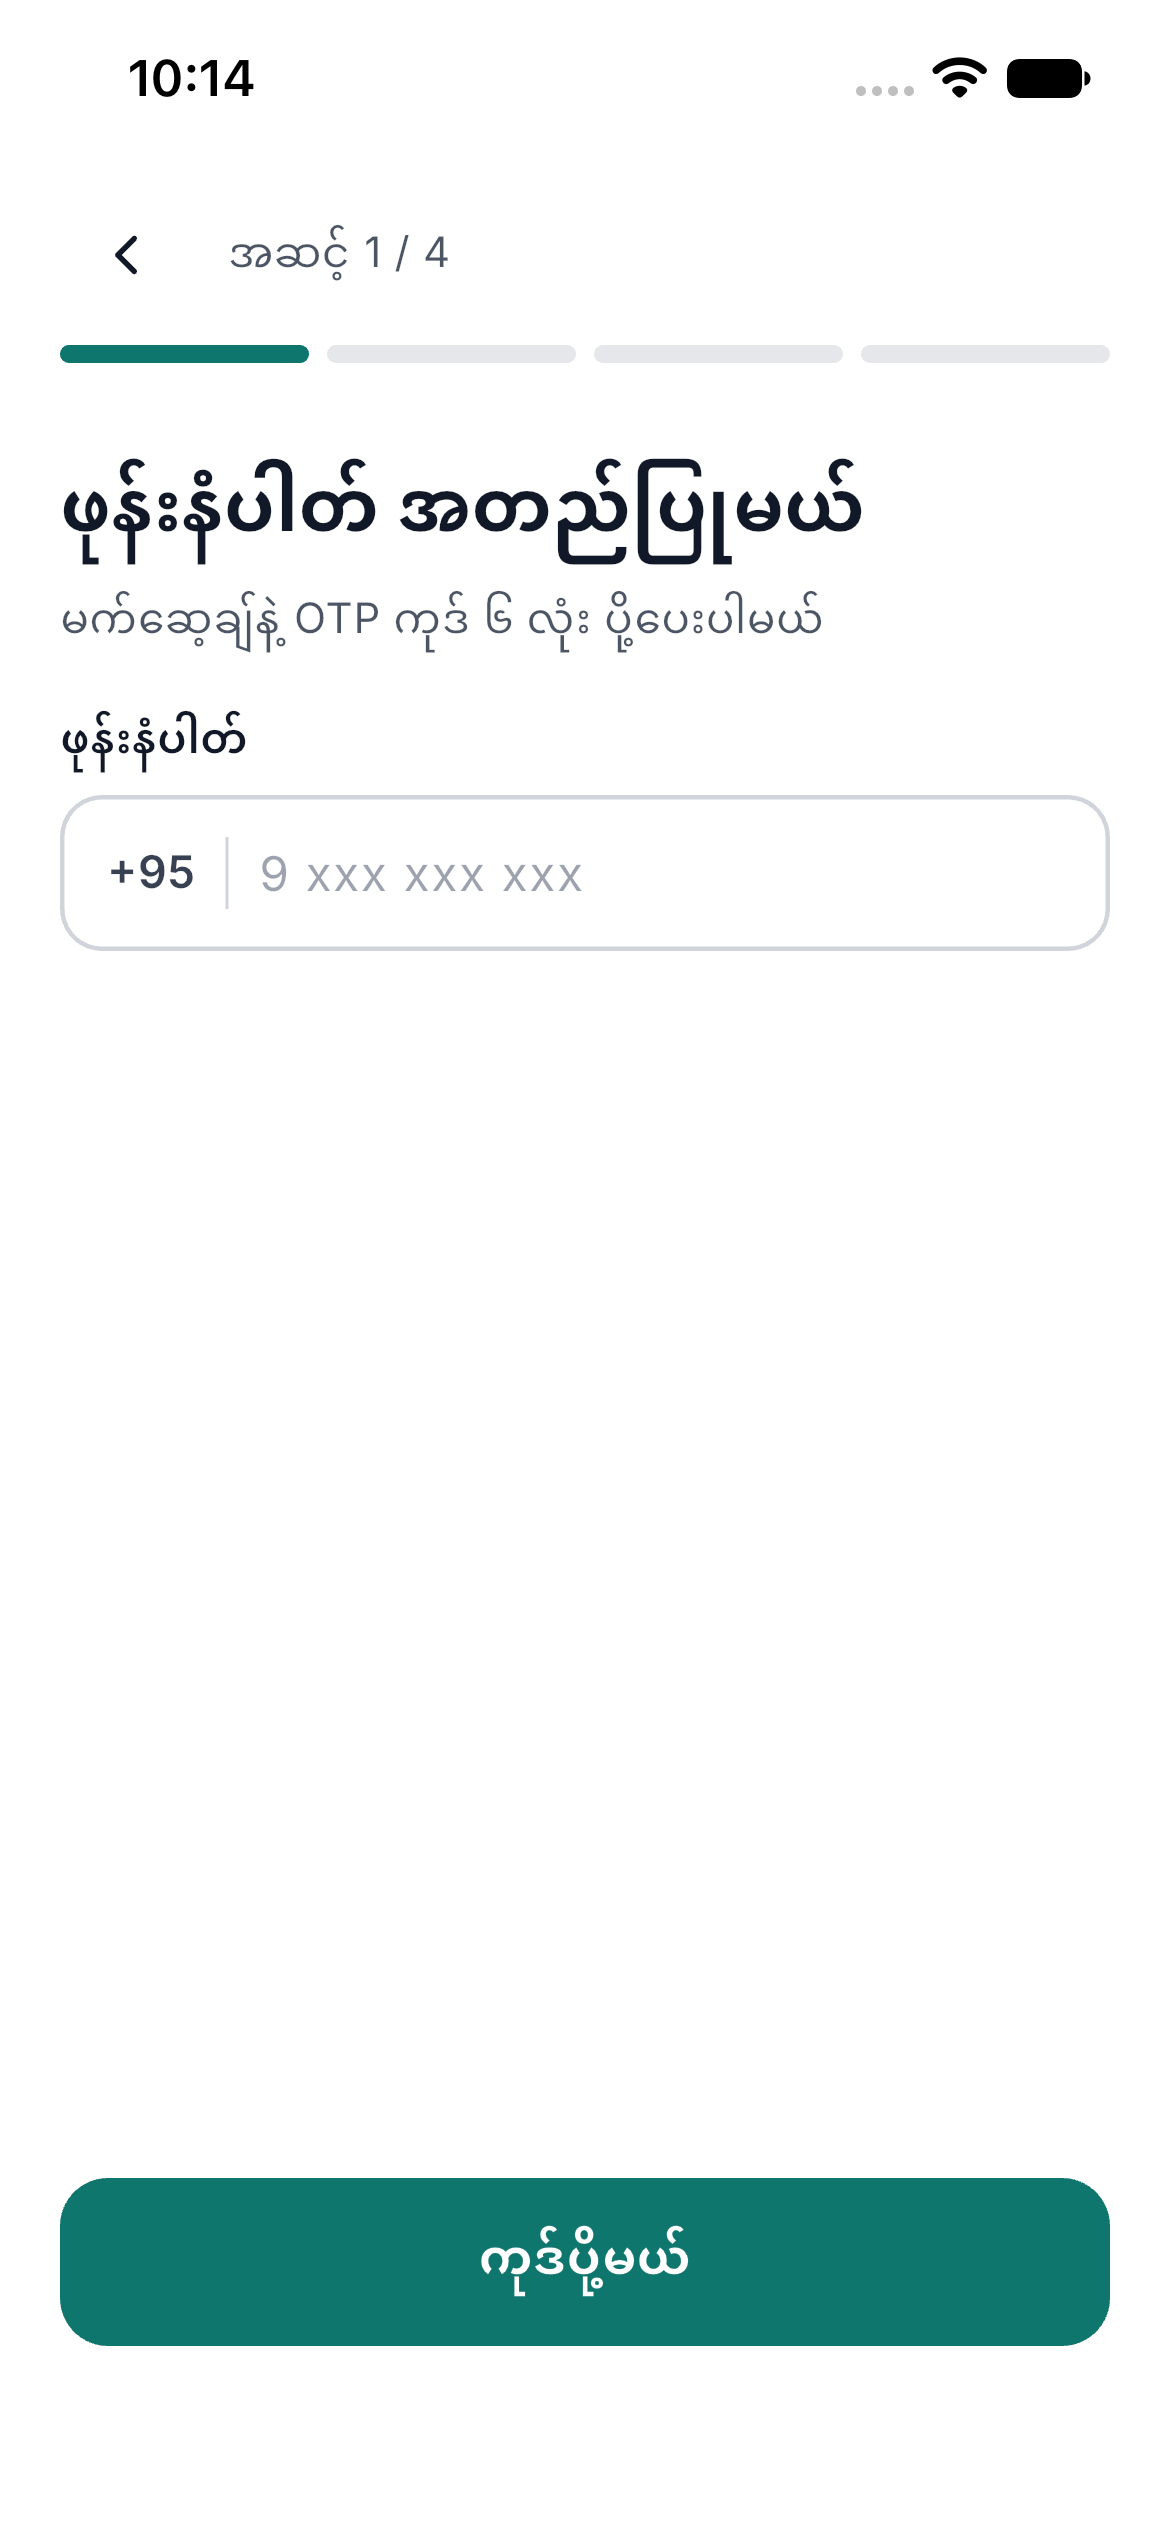 10:14
အဆင့် 1 / 4
ဖုန်းနံပါတ် အတည်ပြုမယ်
မက်ဆေ့ချ်နဲ့ OTP ကုဒ် ၆ လုံး ပို့ပေးပါမယ်
ဖုန်းနံပါတ်
+95 9 xxx xxx xxx
ကုဒ်ပို့မယ်